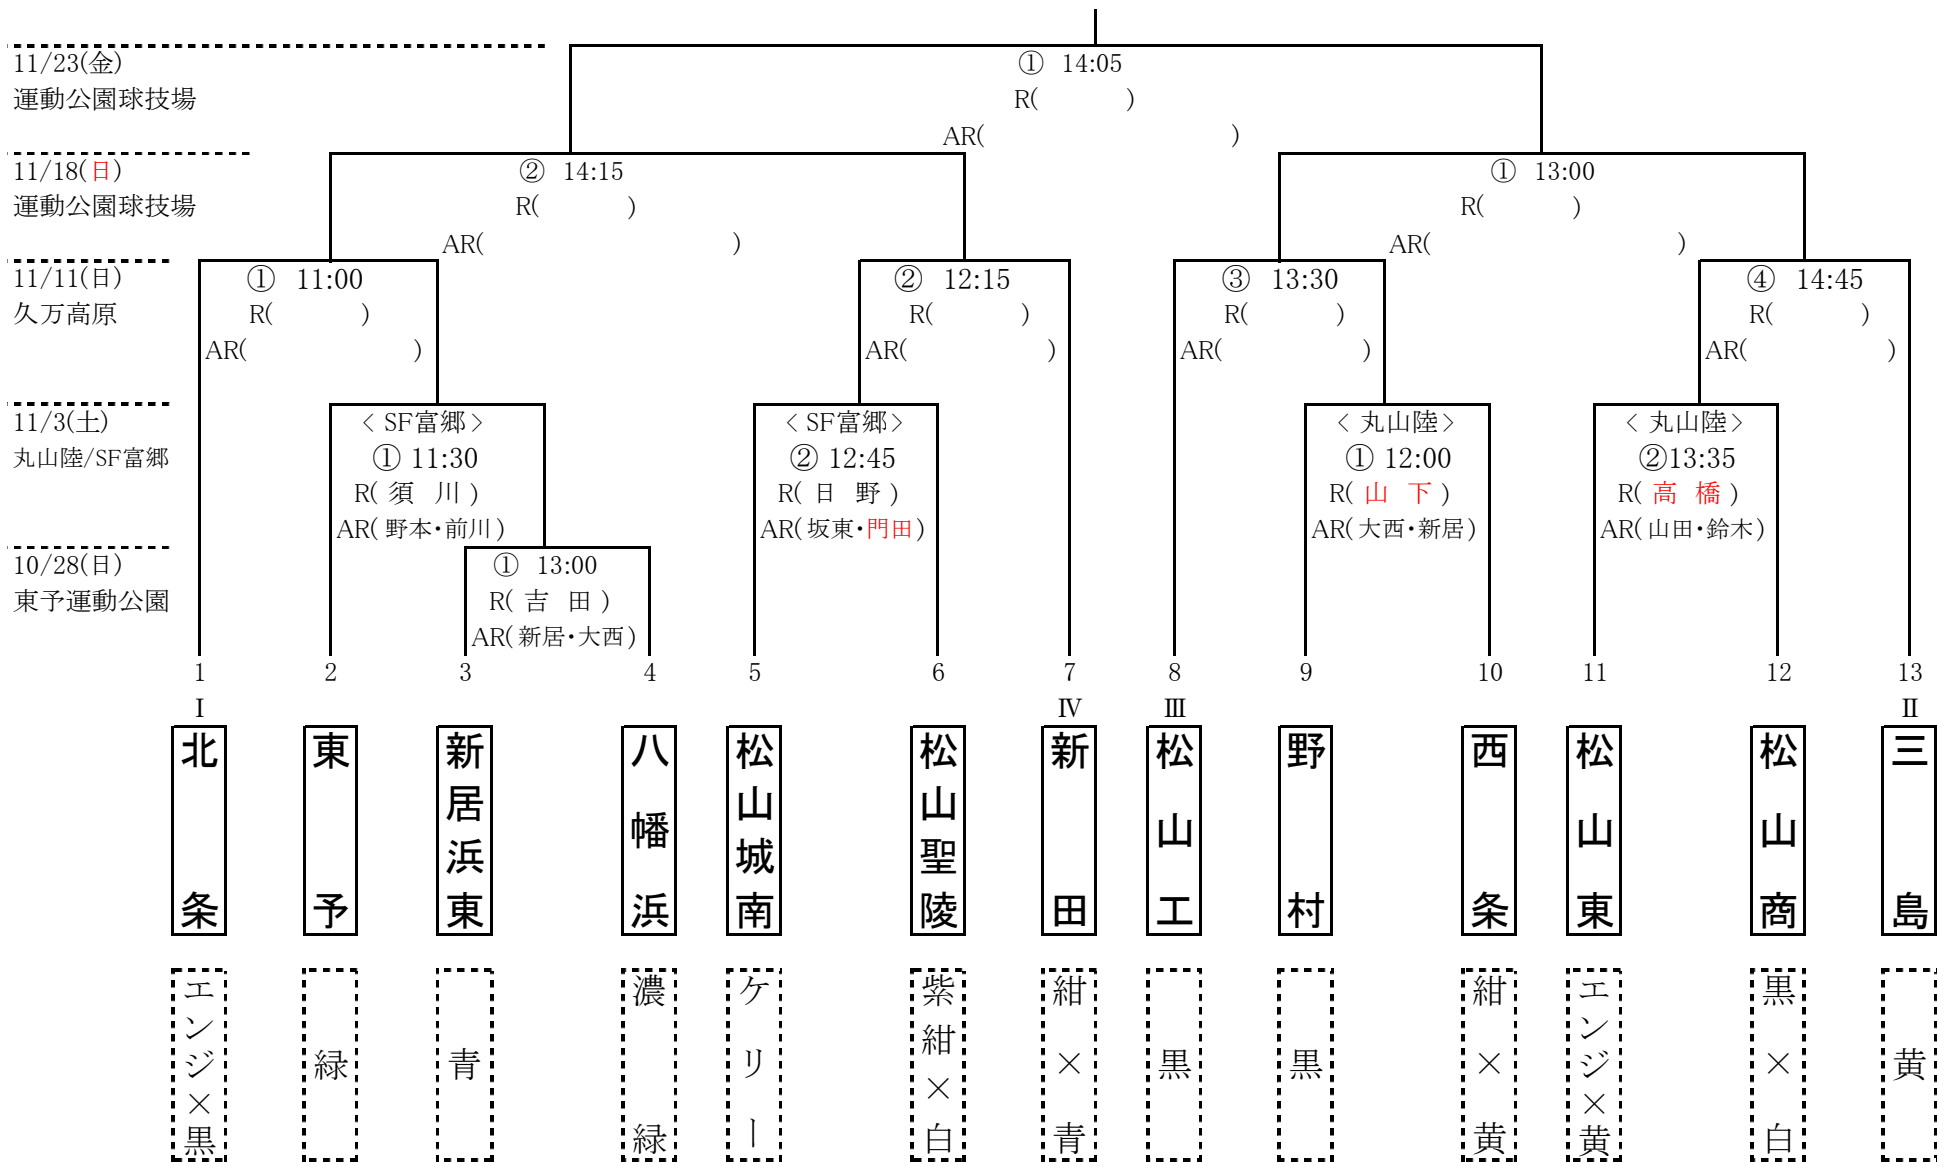 11/23(金)
運動公園球技場
① 14:05
R( )
AR( )
11/18(日)
運動公園球技場
② 14:15
R( )
AR( )
① 13:00
R( )
AR( )
11/11(日)
久万高原
① 11:00
R( )
AR( )
② 12:15
R( )
AR( )
③ 13:30
R( )
AR( )
④ 14:45
R( )
AR( )
11/3(土)
丸山陸/SF富郷
< SF富郷 >
① 11:30
R( 須 川 )
AR( 野本・前川 )
< SF富郷 >
② 12:45
R( 日 野 )
AR( 坂東・門田 )
< 丸山陸 >
① 12:00
R( 山 下 )
AR( 大西・新居 )
< 丸山陸 >
②13:35
R( 高 橋 )
AR( 山田・鈴木 )
10/28(日)
東予運動公園
① 13:00
R( 吉 田 )
AR( 新居・大西 )
1 2 3 4 5 6 7 8 9 10 11 12 13
Ⅰ Ⅳ Ⅲ Ⅱ
北条
東予
新居浜東
八幡浜
松山城南
松山聖陵
新田
松山工
野村
西条
松山東
松山商
三島
エンジ×黒
緑
青
濃緑
ケリー
紫紺×白
紺×青
黒
黒
紺×黄
エンジ×黄
黒×白
黄